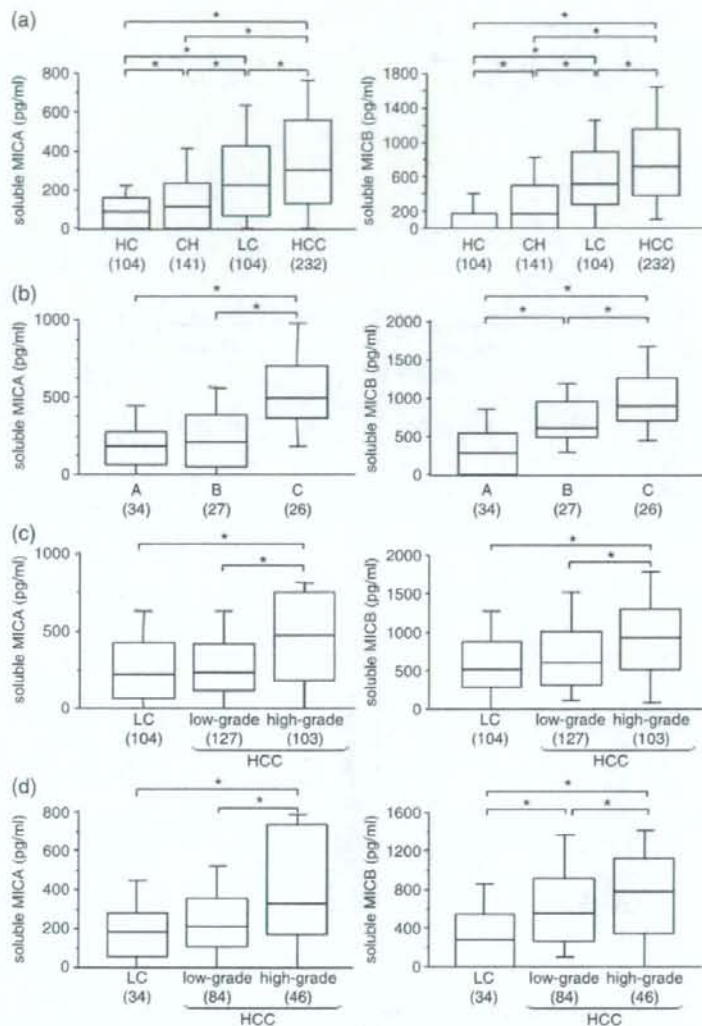 (a)
* *
* * * *
* * * * * *
soluble MICA (pg/ml)
800
600
400
200
0
HC CH LC HCC
(104) (141) (104) (232)
soluble MICB (pg/ml)
1800
1400
1000
600
200
HC CH LC HCC
(104) (141) (104) (232)
(b)
* *
* * *
soluble MICA (pg/ml)
1000
500
0
A B C
(34) (27) (26)
soluble MICB (pg/ml)
2000
1500
1000
500
0
A B C
(34) (27) (26)
(c)
* *
* *
soluble MICA (pg/ml)
1000
500
0
LC low-grade high-grade
(104) (127) (103)
HCC
soluble MICB (pg/ml)
2000
1500
1000
500
0
LC low-grade high-grade
(104) (127) (103)
HCC
(d)
* *
* * *
soluble MICA (pg/ml)
800
600
400
200
0
LC low-grade high-grade
(34) (84) (46)
HCC
soluble MICB (pg/ml)
1600
1200
800
400
0
LC low-grade high-grade
(34) (84) (46)
HCC